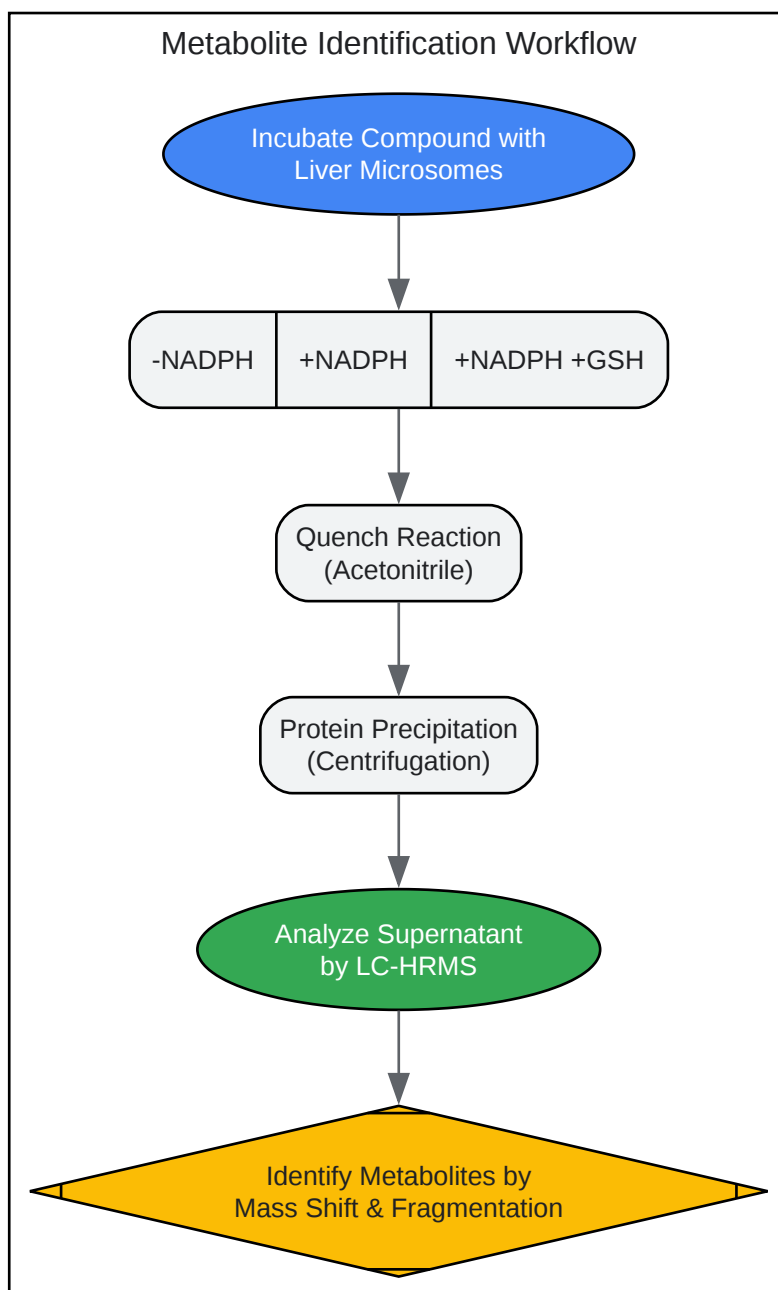 Metabolite Identification Workflow
Incubate Compound with
Liver Microsomes
-NADPH
+NADPH
+NADPH +GSH
Quench Reaction
(Acetonitrile)
Protein Precipitation
(Centrifugation)
Analyze Supernatant
by LC-HRMS
Identify Metabolites by
Mass Shift & Fragmentation